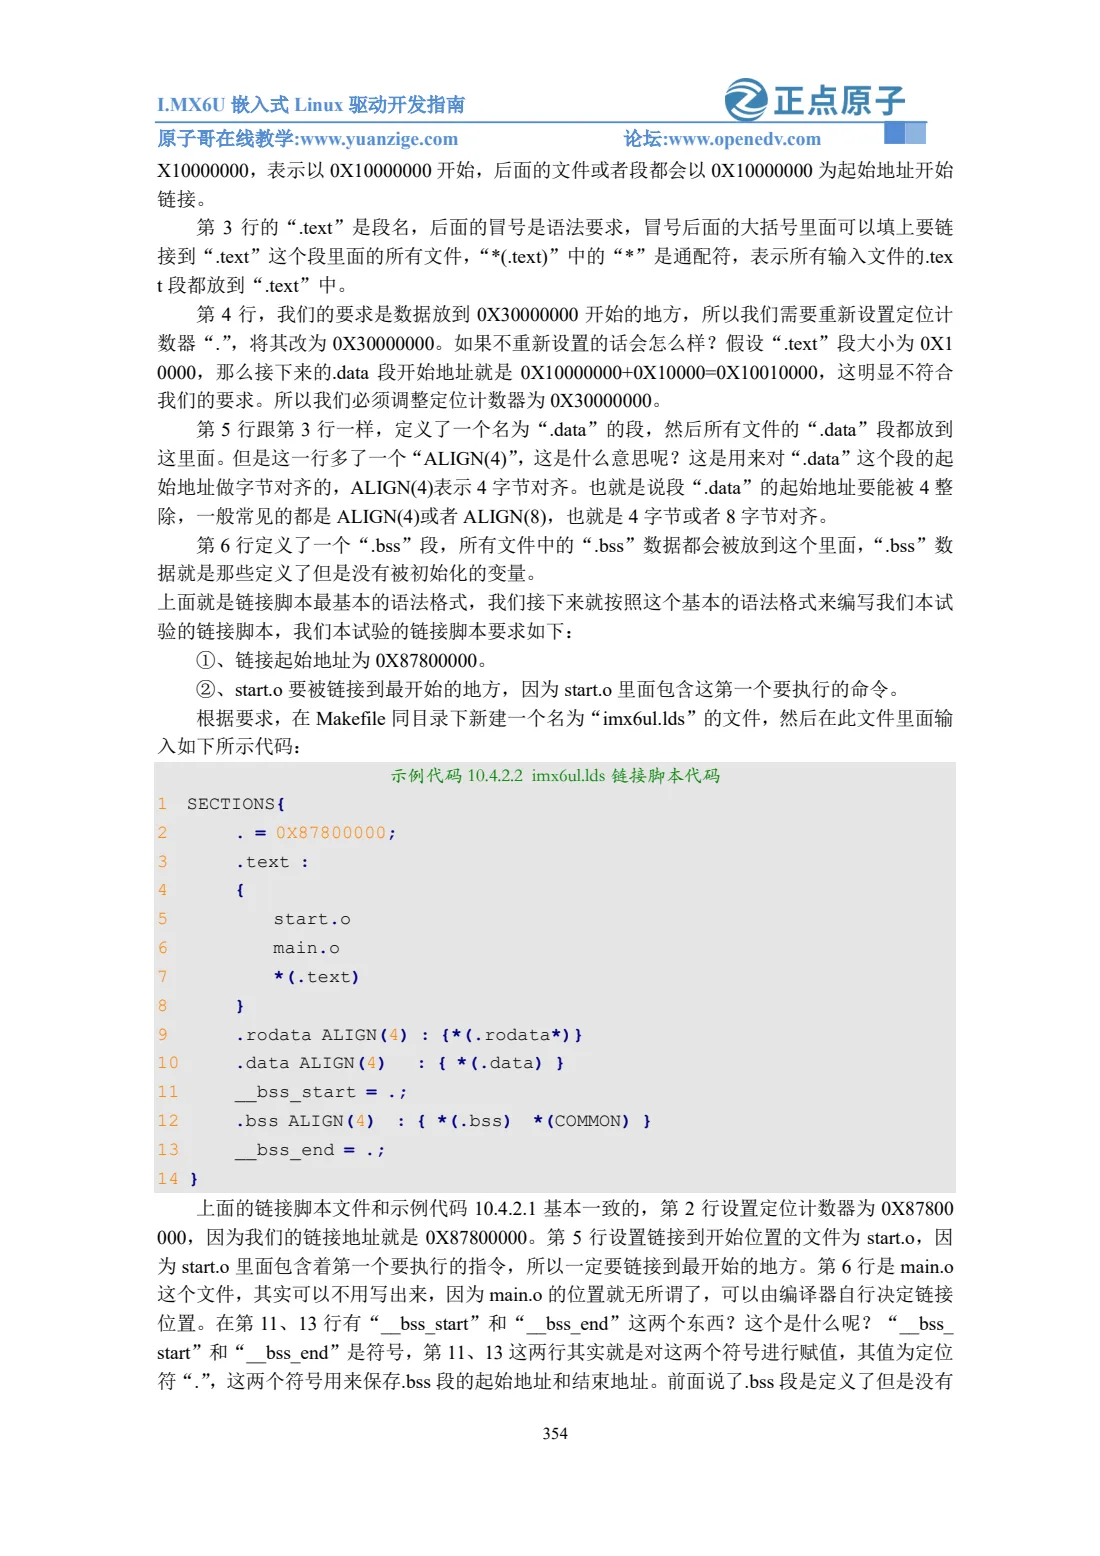 I.MX6U 嵌入式 Linux 驱动开发指南
正点原子
原子哥在线教学:www.yuanzige.com 论坛:www.openedv.com
X10000000，表示以 0X10000000 开始，后面的文件或者段都会以 0X10000000 为起始地址开始
链接。
第 3 行的“.text”是段名，后面的冒号是语法要求，冒号后面的大括号里面可以填上要链
接到“.text”这个段里面的所有文件，“*(.text)”中的“*”是通配符，表示所有输入文件的.tex
t 段都放到“.text”中。
第 4 行，我们的要求是数据放到 0X30000000 开始的地方，所以我们需要重新设置定位计
数器“.”，将其改为 0X30000000。如果不重新设置的话会怎么样？假设“.text”段大小为 0X1
0000，那么接下来的.data 段开始地址就是 0X10000000+0X10000=0X10010000，这明显不符合
我们的要求。所以我们必须调整定位计数器为 0X30000000。
第 5 行跟第 3 行一样，定义了一个名为“.data”的段，然后所有文件的“.data”段都放到
这里面。但是这一行多了一个“ALIGN(4)”，这是什么意思呢？这是用来对“.data”这个段的起
始地址做字节对齐的，ALIGN(4)表示 4 字节对齐。也就是说段“.data”的起始地址要能被 4 整
除，一般常见的都是 ALIGN(4)或者 ALIGN(8)，也就是 4 字节或者 8 字节对齐。
第 6 行定义了一个“.bss”段，所有文件中的“.bss”数据都会被放到这个里面，“.bss”数
据就是那些定义了但是没有被初始化的变量。
上面就是链接脚本最基本的语法格式，我们接下来就按照这个基本的语法格式来编写我们本试
验的链接脚本，我们本试验的链接脚本要求如下：
①、链接起始地址为 0X87800000。
②、start.o 要被链接到最开始的地方，因为 start.o 里面包含这第一个要执行的命令。
根据要求，在 Makefile 同目录下新建一个名为“imx6ul.lds”的文件，然后在此文件里面输
入如下所示代码：
示例代码 10.4.2.2 imx6ul.lds 链接脚本代码
1 SECTIONS{
2 . = 0X87800000;
3 .text :
4 {
5 start.o
6 main.o
7 *(.text)
8 }
9 .rodata ALIGN(4) : {*(.rodata*)}
10 .data ALIGN(4) : { *(.data) }
11 __bss_start = .;
12 .bss ALIGN(4) : { *(.bss) *(COMMON) }
13 __bss_end = .;
14 }
上面的链接脚本文件和示例代码 10.4.2.1 基本一致的，第 2 行设置定位计数器为 0X87800
000，因为我们的链接地址就是 0X87800000。第 5 行设置链接到开始位置的文件为 start.o，因
为 start.o 里面包含着第一个要执行的指令，所以一定要链接到最开始的地方。第 6 行是 main.o
这个文件，其实可以不用写出来，因为 main.o 的位置就无所谓了，可以由编译器自行决定链接
位置。在第 11、13 行有“__bss_start”和“__bss_end”这两个东西？这个是什么呢？“__bss_
start”和“__bss_end”是符号，第 11、13 这两行其实就是对这两个符号进行赋值，其值为定位
符“.”，这两个符号用来保存.bss 段的起始地址和结束地址。前面说了.bss 段是定义了但是没有
354